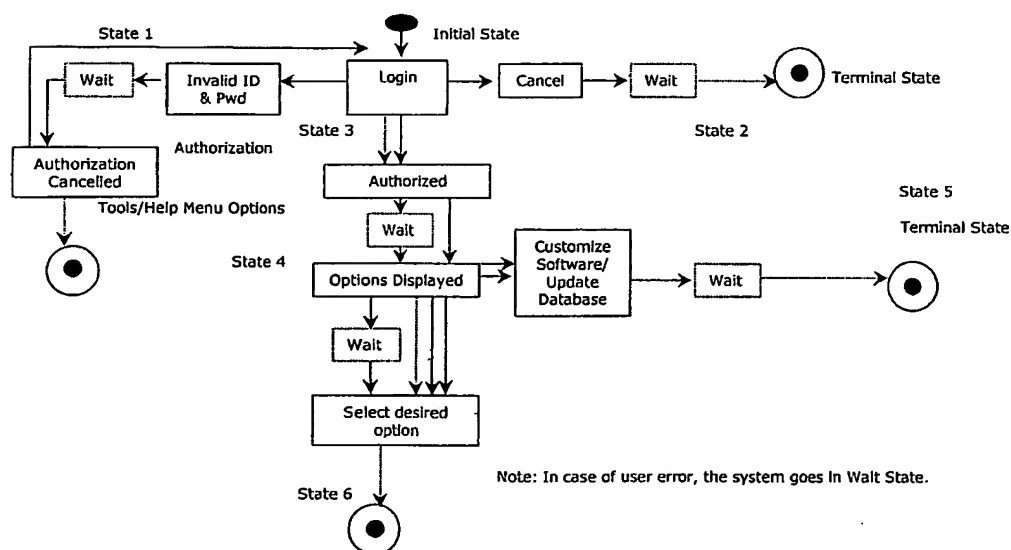 State 1
Initial State
Login
Wait
Invalid ID
& Pwd
Cancel
Wait
Terminal State
State 3
State 2
Authorization
Authorization
Cancelled
Authorized
Tools/Help Menu Options
State 5
Terminal State
Wait
State 4
Options Displayed
Customize
Software/
Update
Database
Wait
Wait
Select desired
option
Note: In case of user error, the system goes in Wait State.
State 6